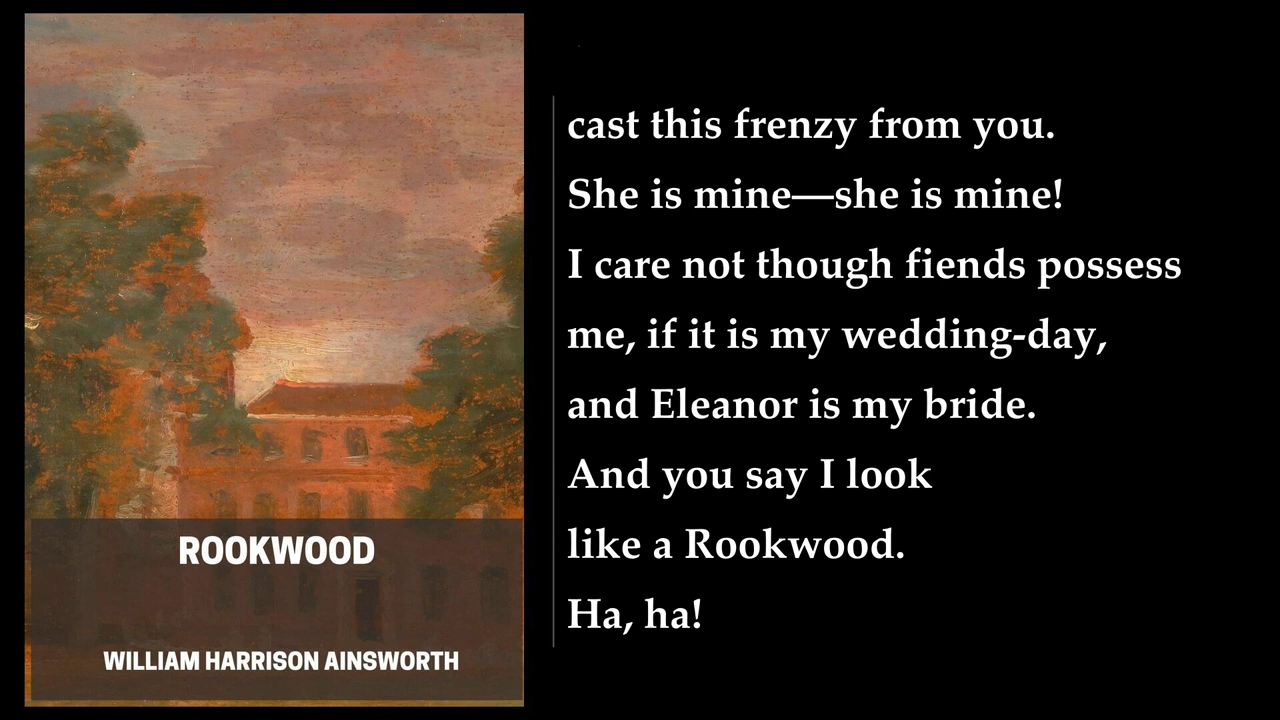 ROOKWOOD
WILLIAM HARRISON AINSWORTH
cast this frenzy from you.
She is mine—she is mine!
I care not though fiends possess
me, if it is my wedding-day,
and Eleanor is my bride.
And you say I look
like a Rookwood.
Ha, ha!